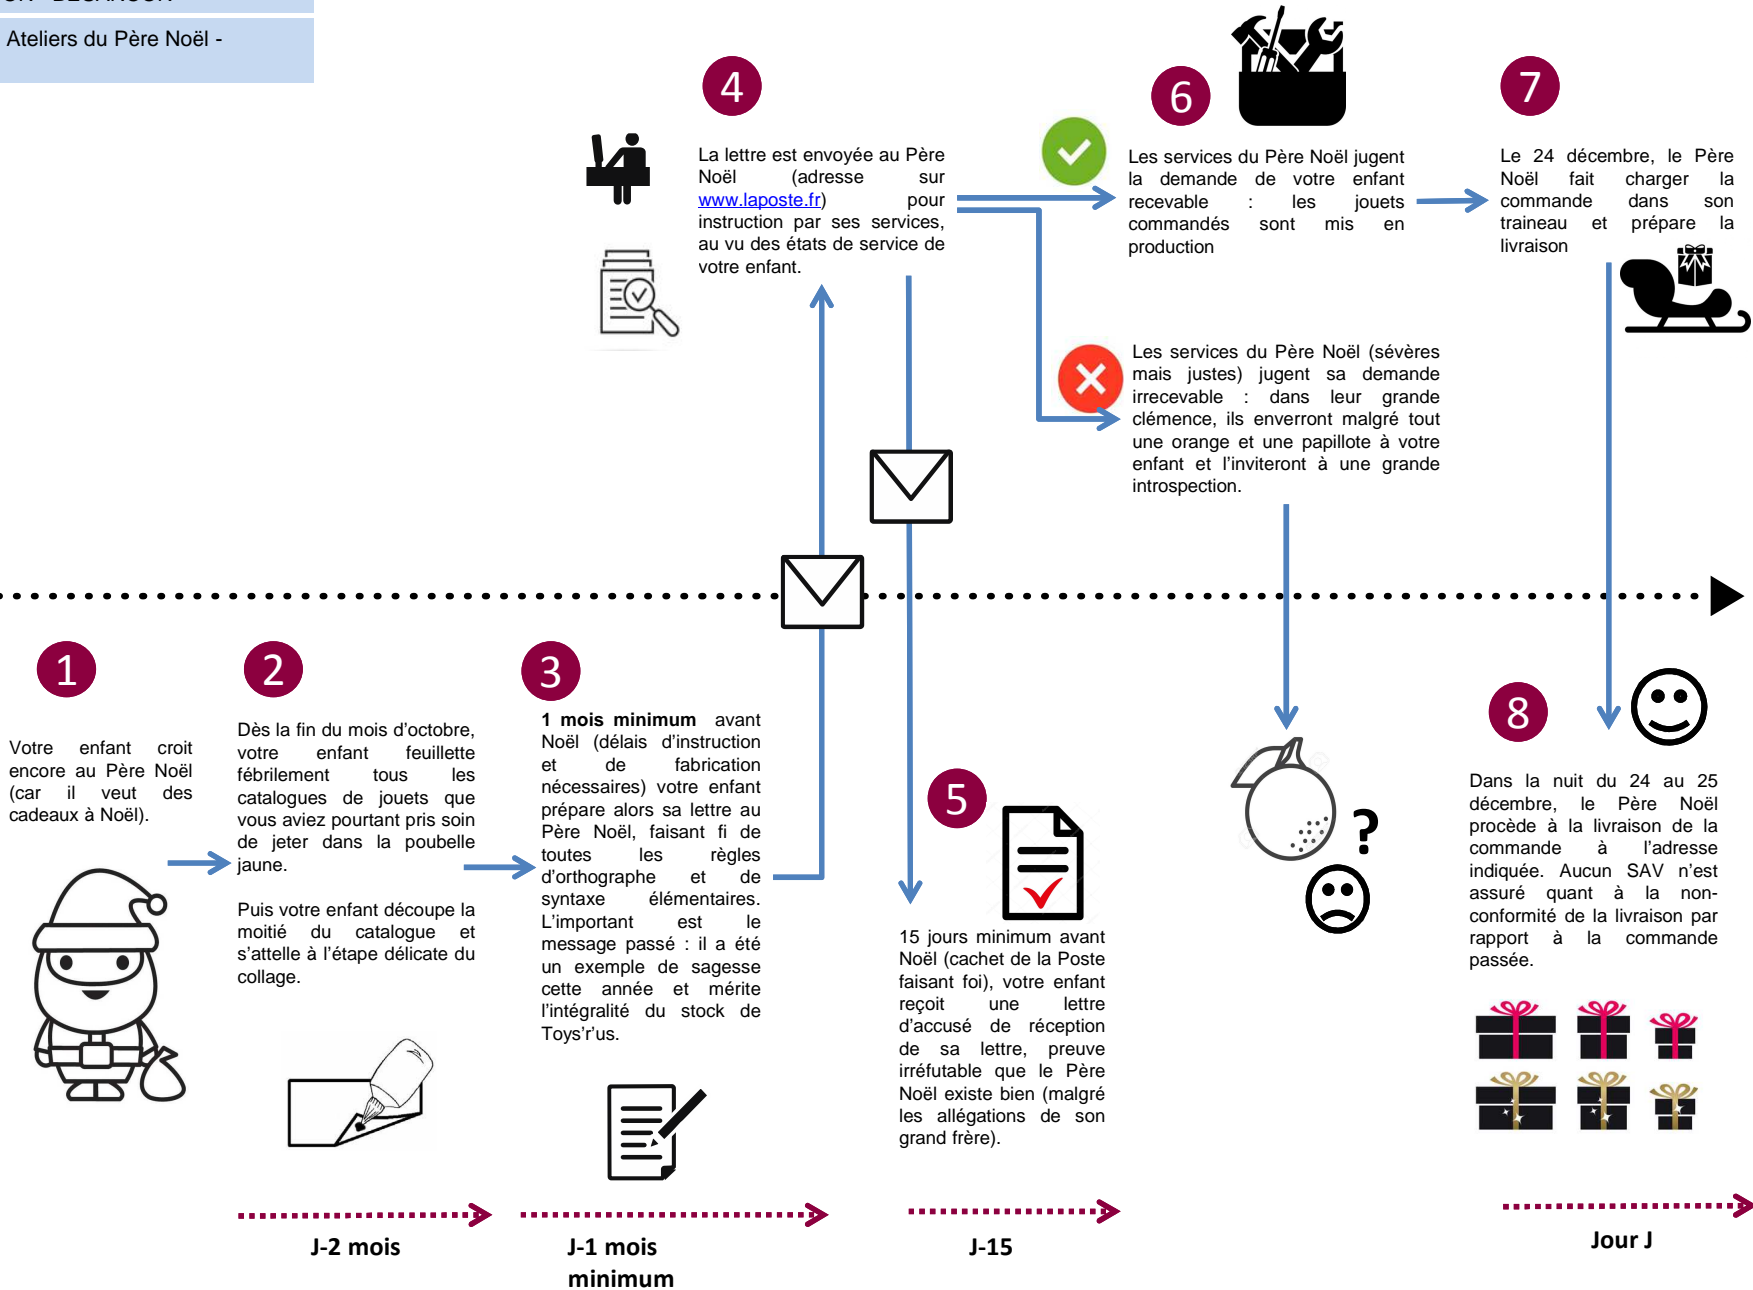 Ateliers du Père Noël -
4
La lettre est envoyée au Père
Noël (adresse sur
www.laposte.fr) pour
instruction par ses services,
au vu des états de service de
votre enfant.
6
Les services du Père Noël jugent
la demande de votre enfant
recevable : les jouets
commandés sont mis en
production
7
Le 24 décembre, le Père
Noël fait charger la
commande dans son
traineau et prépare la
livraison
Les services du Père Noël (sévères
mais justes) jugent sa demande
irrecevable : dans leur grande
clémence, ils enverront malgré tout
une orange et une papillote à votre
enfant et l'inviteront à une grande
introspection.
1
Votre enfant croit
encore au Père Noël
(car il veut des
cadeaux à Noël).
2
Dès la fin du mois d'octobre,
votre enfant feuillette
fébrilement tous les
catalogues de jouets que
vous aviez pourtant pris soin
de jeter dans la poubelle
jaune.
Puis votre enfant découpe la
moitié du catalogue et
s'attelle à l'étape délicate du
collage.
3
1 mois minimum avant
Noël (délais d'instruction
et de fabrication
nécessaires) votre enfant
prépare alors sa lettre au
Père Noël, faisant fi de
toutes les règles
d'orthographe et de
syntaxe élémentaires.
L'important est le
message passé : il a été
un exemple de sagesse
cette année et mérite
l'intégralité du stock de
Toys'r'us.
5
15 jours minimum avant
Noël (cachet de la Poste
faisant foi), votre enfant
reçoit une lettre
d'accusé de réception
de sa lettre, preuve
irréfutable que le Père
Noël existe bien (malgré
les allégations de son
grand frère).
?
8
Dans la nuit du 24 au 25
décembre, le Père Noël
procède à la livraison de la
commande à l'adresse
indiquée. Aucun SAV n'est
assuré quant à la non-
conformité de la livraison par
rapport à la commande
passée.
J-2 mois
J-1 mois
minimum
J-15
Jour J